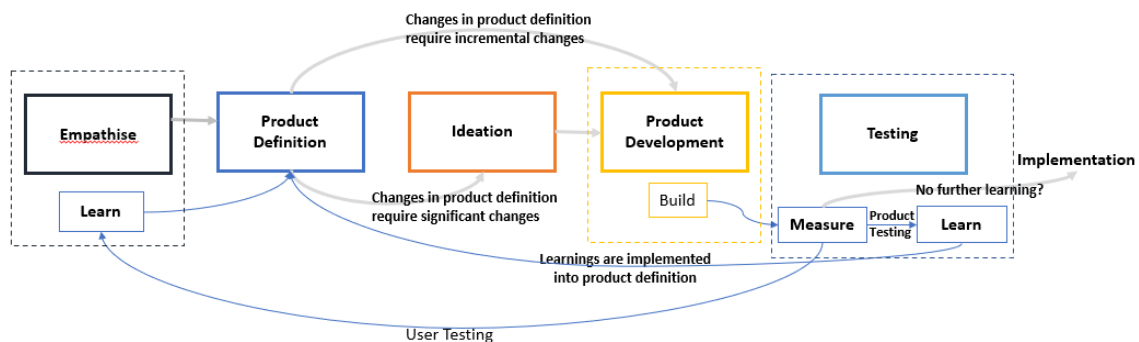 Changes in product definition
require incremental changes
Empathise
Product
Definition
Ideation
Product
Development
Testing
Implementation
No further learning?
Changes in product definition
require significant changes
Learn
Build
Measure
Product
Testing
Learn
Learnings are implemented
into product definition
User Testing